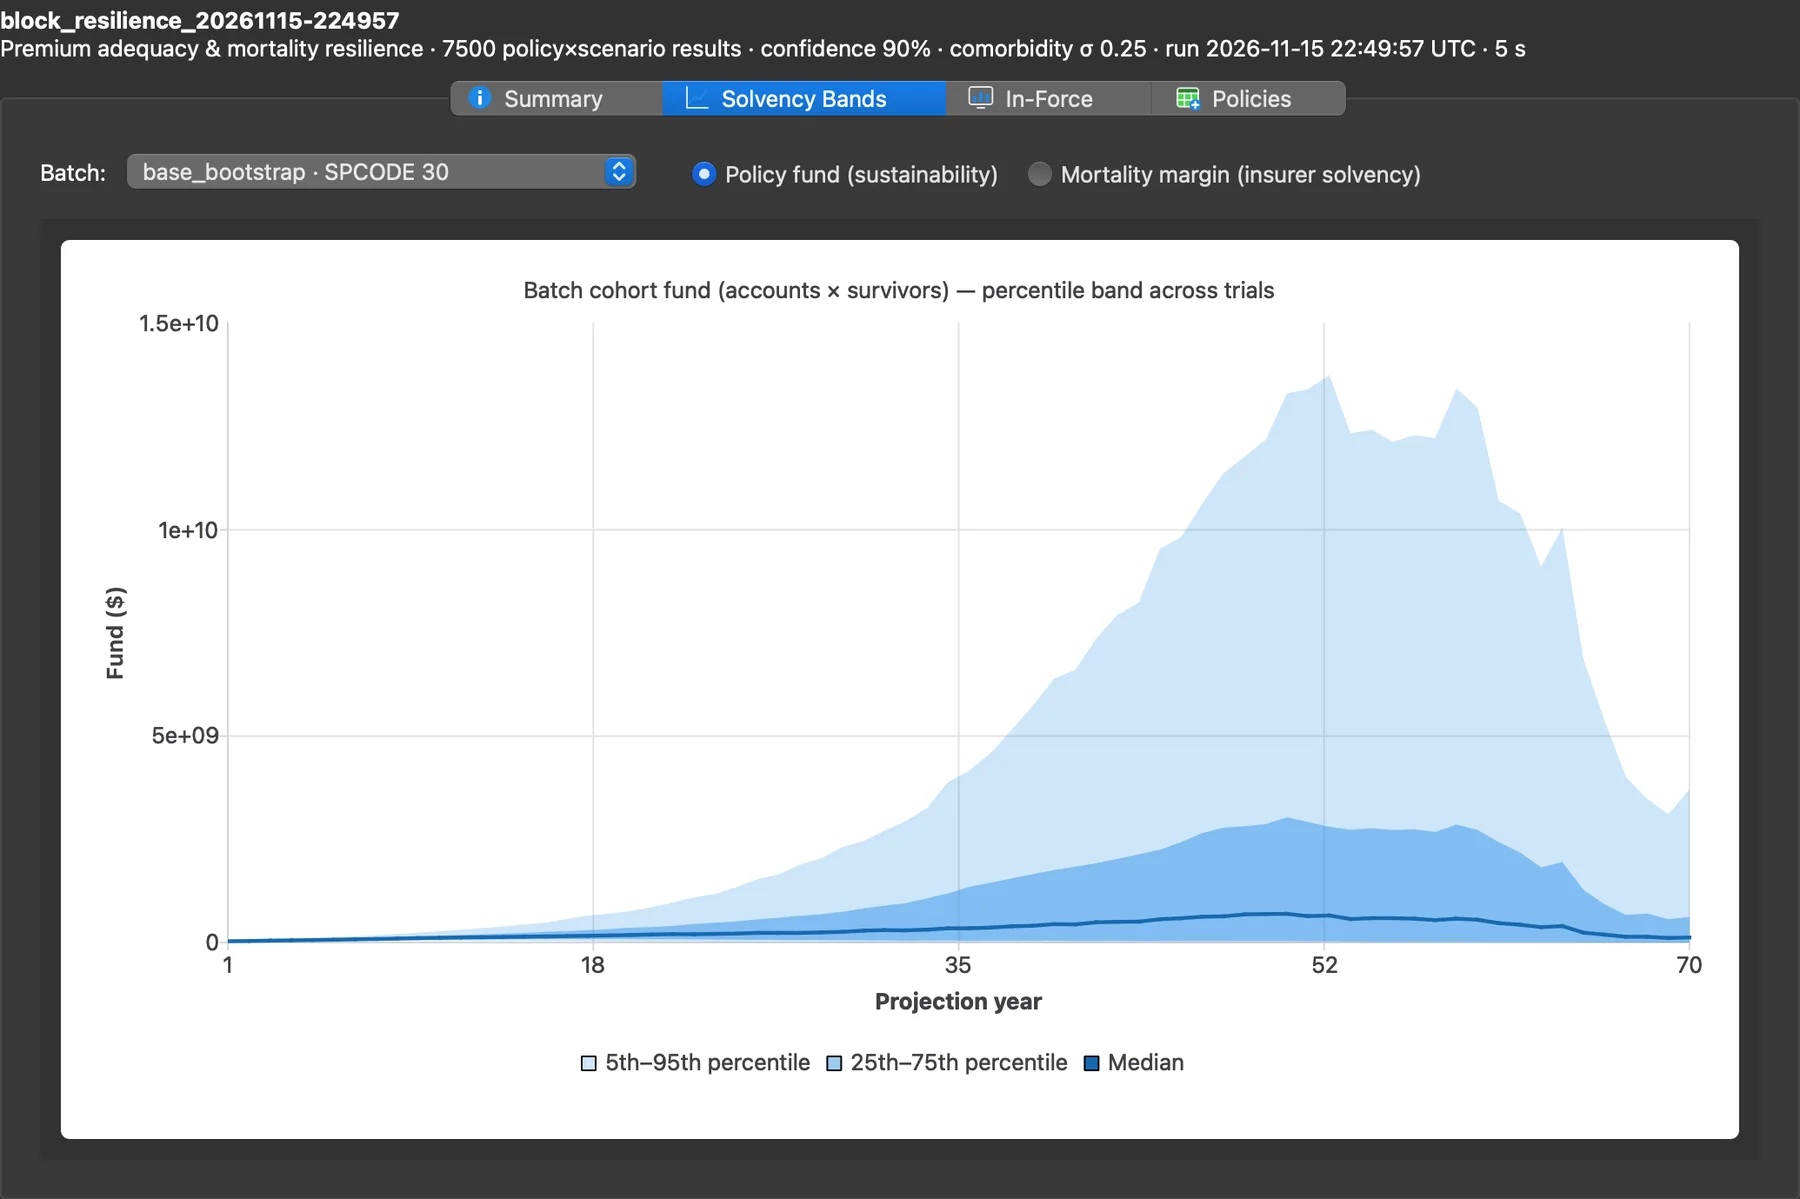 block_resilience_20261115-224957
Premium adequacy & mortality resilience · 7500 policy×scenario results · confidence 90% · comorbidity σ 0.25 · run 2026-11-15 22:49:57 UTC · 5 s
Summary
Solvency Bands
In-Force
Policies
Batch:
base_bootstrap · SPCODE 30
Policy fund (sustainability)
Mortality margin (insurer solvency)
Batch cohort fund (accounts × survivors) — percentile band across trials
1.5e+10
1e+10
5e+09
0
Fund ($)
1
18
35
52
70
Projection year
5th–95th percentile
25th–75th percentile
Median